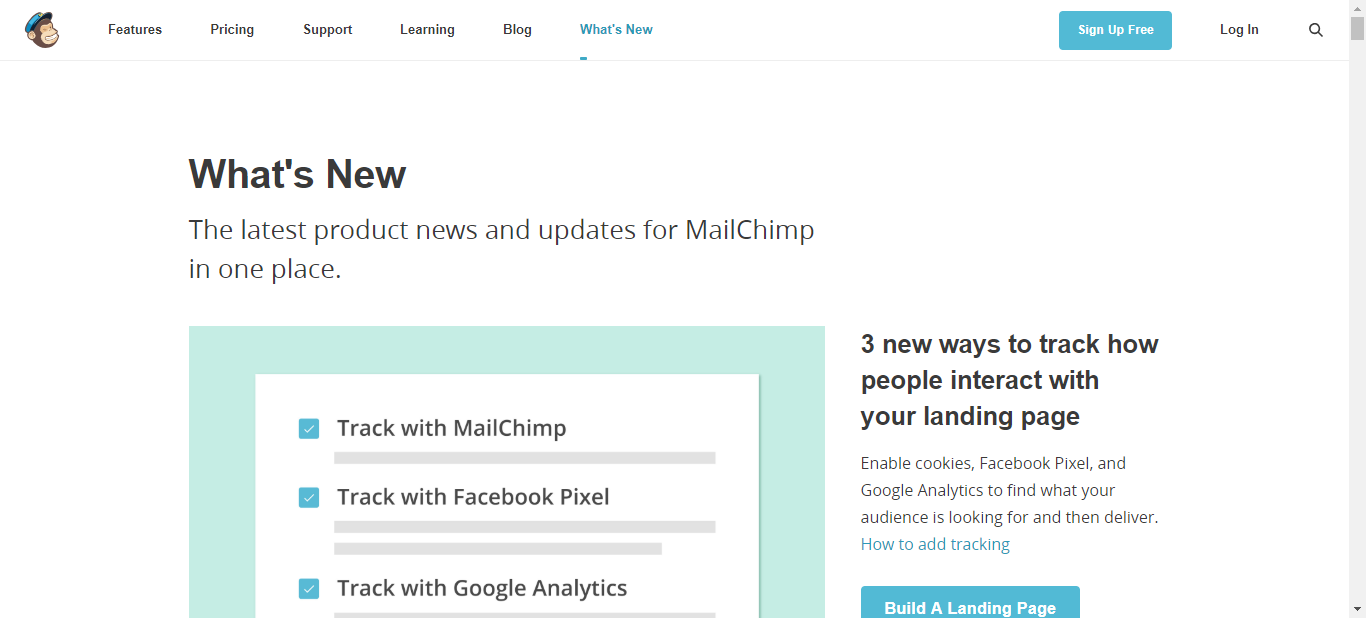 Features Pricing Support Learning Blog What's New Sign Up Free Log In
What's New
The latest product news and updates for MailChimp
in one place.
Track with MailChimp
Track with Facebook Pixel
Track with Google Analytics
3 new ways to track how
people interact with
your landing page
Enable cookies, Facebook Pixel, and
Google Analytics to find what your
audience is looking for and then deliver.
How to add tracking
Build A Landing Page